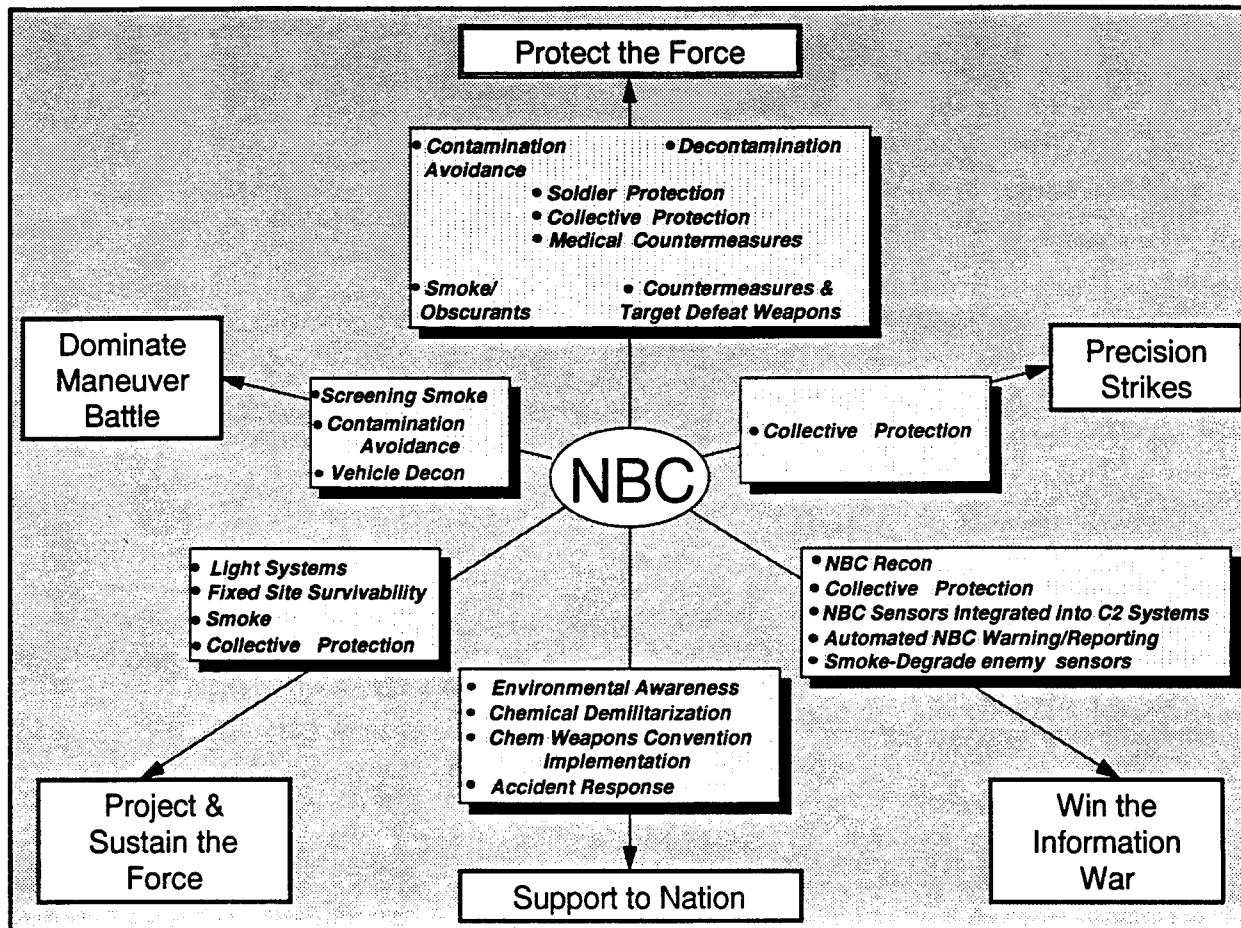 Protect the Force
• Contamination
Avoidance
• Decontamination
• Soldier Protection
• Collective Protection
• Medical Countermeasures
• Smoke/
Obscurants
• Countermeasures &
Target Defeat Weapons
Dominate
Maneuver
Battle
• Screening Smoke
• Contamination
Avoidance
• Vehicle Decon
NBC
• Collective Protection
Precision
Strikes
• Light Systems
• Fixed Site Survivability
• Smoke
• Collective Protection
• NBC Recon
• Collective Protection
• NBC Sensors Integrated into C2 Systems
• Automated NBC Warning/Reporting
• Smoke-Degrade enemy sensors
• Environmental Awareness
• Chemical Demilitarization
• Chem Weapons Convention
Implementation
• Accident Response
Project &
Sustain the
Force
Support to Nation
Win the
Information
War